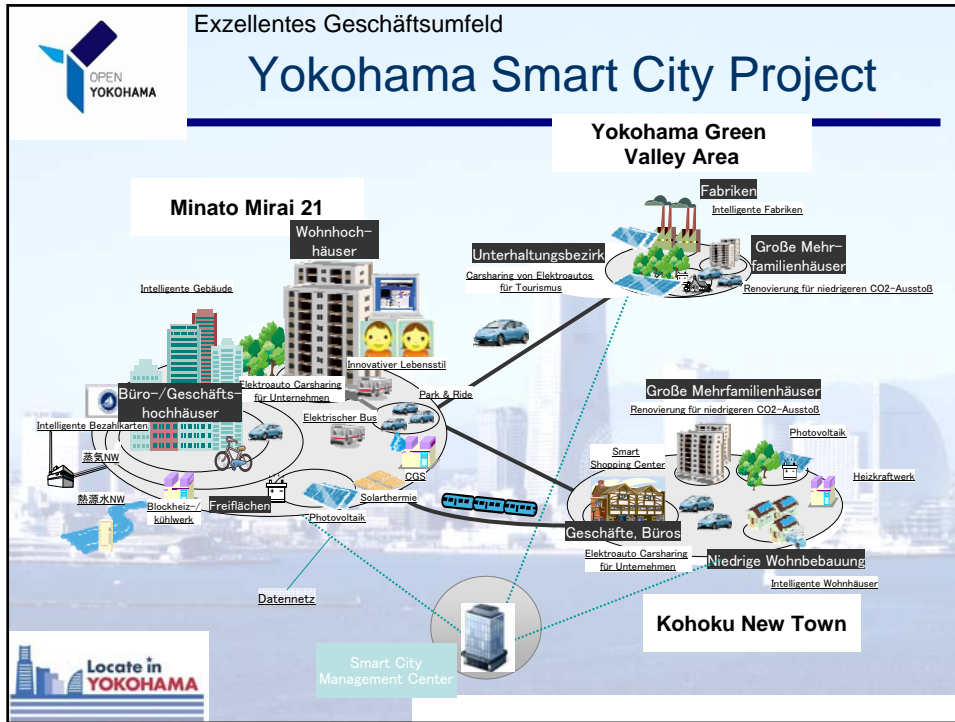 Exzellentes Geschäftsumfeld
OPEN
YOKOHAMA
Yokohama Smart City Project
Yokohama Green
Valley Area
Fabriken
Intelligente Fabriken
Minato Mirai 21
Wohnhoch-
häuser
Unterhaltungsbezirk
Carsharing von Elektroautos
für Tourismus
Große Mehr-
familienhäuser
Renovierung für niedrigeren CO2-Ausstoß
Intelligente Gebäude
Innovativer Lebensstil
Elektroauto Carsharing
für Unternehmen
Park & Ride
Büro-/Geschäfts-
hochhäuser
Elektrischer Bus
Intelligente Bezahlkarten
蒸気NW
熱源水NW
Blockheiz-/
kühlwerk
Freiflächen
Photovoltaik
Solarthermie
CGS
Große Mehrfamilienhäuser
Renovierung für niedrigeren CO2-Ausstoß
Smart
Shopping Center
Photovoltaik
Heizkraftwerk
Geschäfte, Büros
Elektroauto Carsharing
für Unternehmen
Niedrige Wohnbebauung
Intelligente Wohnhäuser
Kohoku New Town
Datennetz
Smart City
Management Center
Locate in
YOKOHAMA